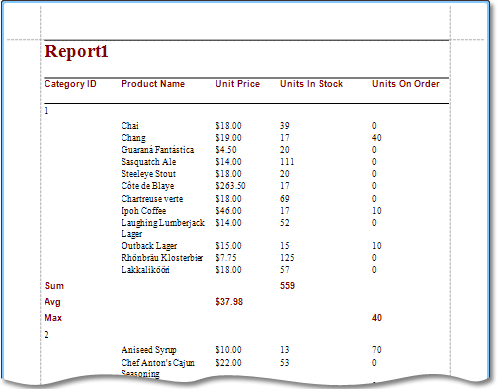 Report1
Category ID Product Name Unit Price Units In Stock Units On Order
1
Chai $18.00 39 0
Chang $19.00 17 40
Guaraná Fantástica $4.50 20 0
Sasquatch Ale $14.00 111 0
Steeleye Stout $18.00 20 0
Côte de Blaye $263.50 17 0
Chartreuse verte $18.00 69 0
Ipoh Coffee $46.00 17 10
Laughing Lumberjack $14.00 52 0
Lager
Outback Lager $15.00 15 10
Rhönbräu Klosterbier $7.75 125 0
Lakkalikööri $18.00 57 0
Sum 559
Avg $37.98
Max 40
2
Aniseed Syrup $10.00 13 70
Chef Anton's Cajun $22.00 53 0
Seasoning